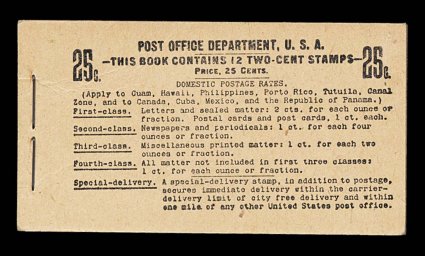 POST OFFICE DEPARTMENT, U. S. A.
25c. —THIS BOOK CONTAINS 12 TWO-CENT STAMPS— 25c.
PRICE, 25 CENTS.
DOMESTIC POSTAGE RATES.
(Apply to Guam, Hawaii, Philippines, Porto Rico, Tutuila, Canal
Zone, and to Canada, Cuba, Mexico, and the Republic of Panama.)
First-class. Letters and sealed matter: 2 cts. for each ounce or
fraction. Postal cards and post cards, 1 ct. each.
Second-class. Newspapers and periodicals: 1 ct. for each four
ounces or fraction.
Third-class. Miscellaneous printed matter: 1 ct. for each two
ounces or fraction.
Fourth-class. All matter not included in first three classes:
1 ct. for each ounce or fraction.
Special-delivery. A special-delivery stamp, in addition to postage,
secures immediate delivery within the carrier-
delivery limit of city free delivery and within
one mile of any other United States post office.